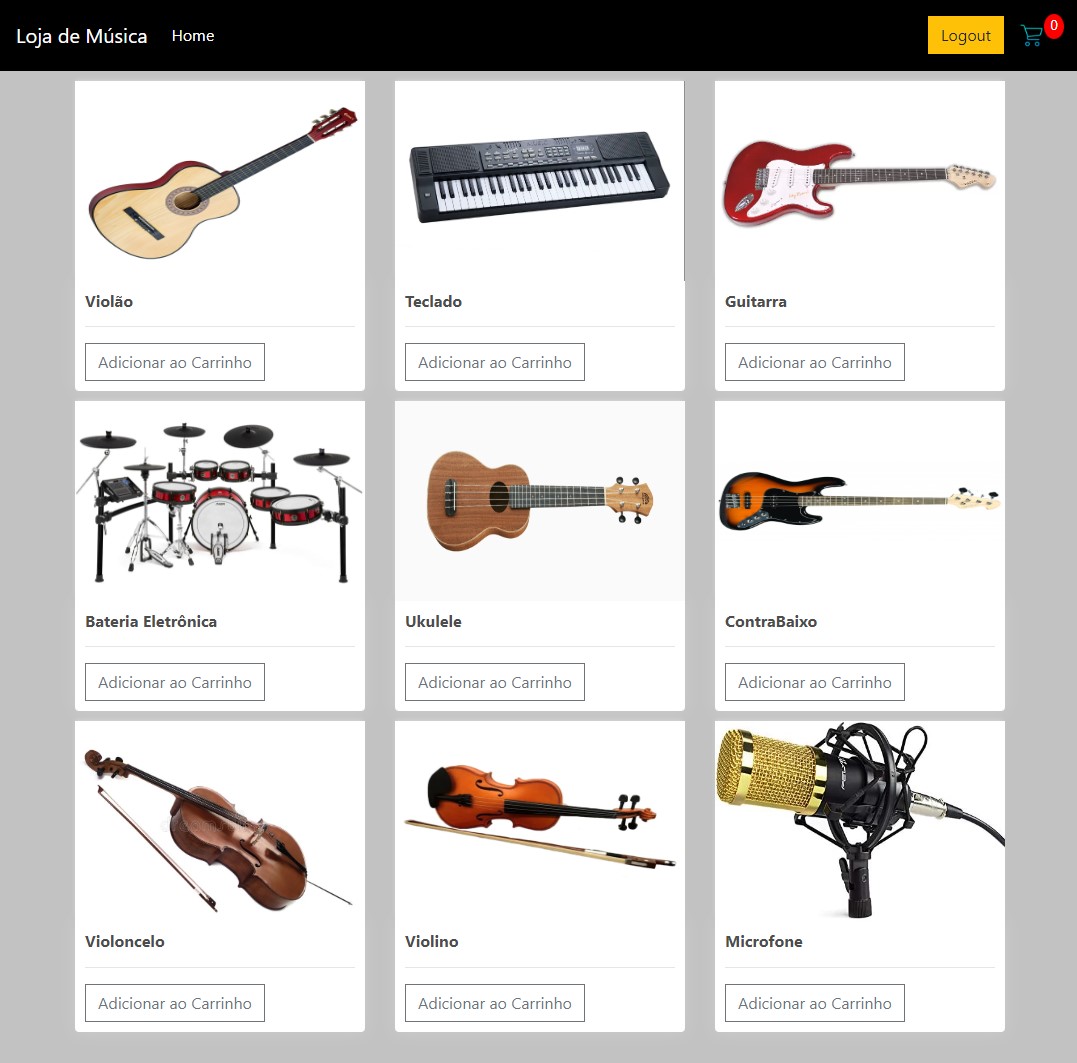 Loja de Música Home Logout 0
Violão Teclado Guitarra
Adicionar ao Carrinho Adicionar ao Carrinho Adicionar ao Carrinho
Bateria Eletrônica Ukulele ContraBaixo
Adicionar ao Carrinho Adicionar ao Carrinho Adicionar ao Carrinho
Violoncelo Violino Microfone
Adicionar ao Carrinho Adicionar ao Carrinho Adicionar ao Carrinho